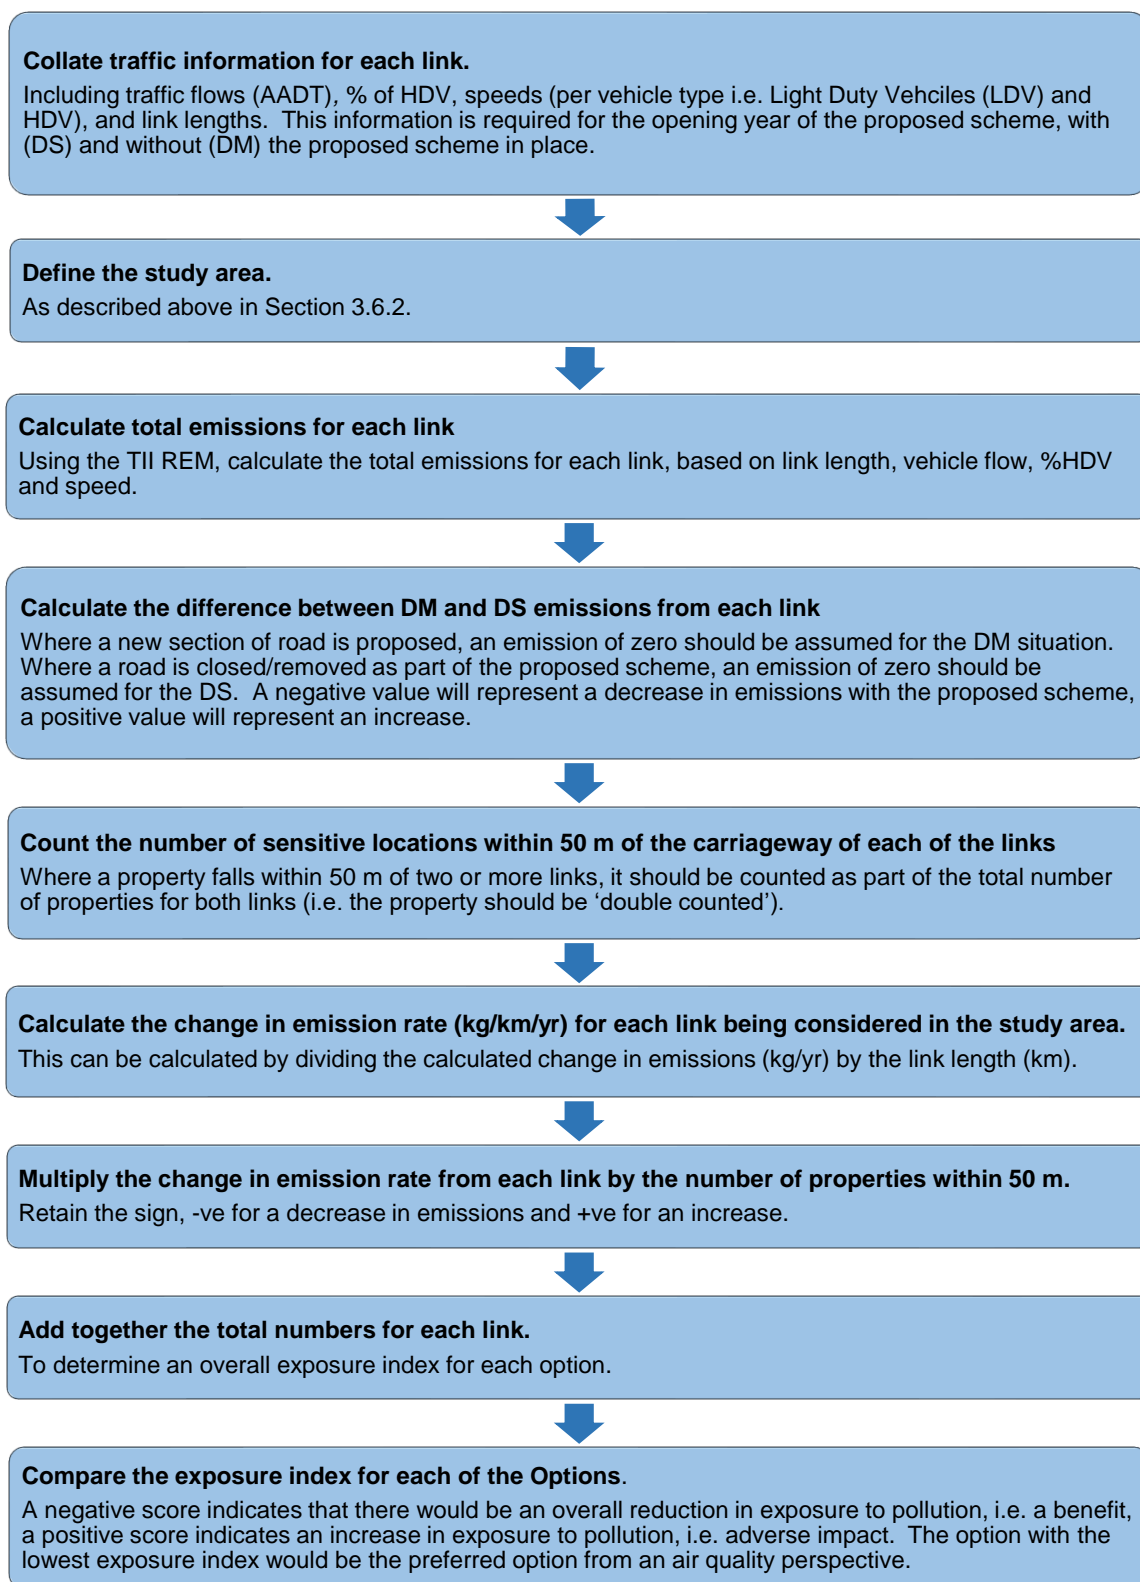 Collate traffic information for each link.
Including traffic flows (AADT), % of HDV, speeds (per vehicle type i.e. Light Duty Vehciles (LDV) and
HDV), and link lengths.  This information is required for the opening year of the proposed scheme, with
(DS) and without (DM) the proposed scheme in place.
Define the study area.
As described above in Section 3.6.2.
Calculate total emissions for each link
Using the TII REM, calculate the total emissions for each link, based on link length, vehicle flow, %HDV
and speed.
Calculate the difference between DM and DS emissions from each link
Where a new section of road is proposed, an emission of zero should be assumed for the DM situation.
Where a road is closed/removed as part of the proposed scheme, an emission of zero should be
assumed for the DS.  A negative value will represent a decrease in emissions with the proposed scheme,
a positive value will represent an increase.
Count the number of sensitive locations within 50 m of the carriageway of each of the links
Where a property falls within 50 m of two or more links, it should be counted as part of the total number
of properties for both links (i.e. the property should be ‘double counted’).
Calculate the change in emission rate (kg/km/yr) for each link being considered in the study area.
This can be calculated by dividing the calculated change in emissions (kg/yr) by the link length (km).
Multiply the change in emission rate from each link by the number of properties within 50 m.
Retain the sign, -ve for a decrease in emissions and +ve for an increase.
Add together the total numbers for each link.
To determine an overall exposure index for each option.
Compare the exposure index for each of the Options.
A negative score indicates that there would be an overall reduction in exposure to pollution, i.e. a benefit,
a positive score indicates an increase in exposure to pollution, i.e. adverse impact.  The option with the
lowest exposure index would be the preferred option from an air quality perspective.